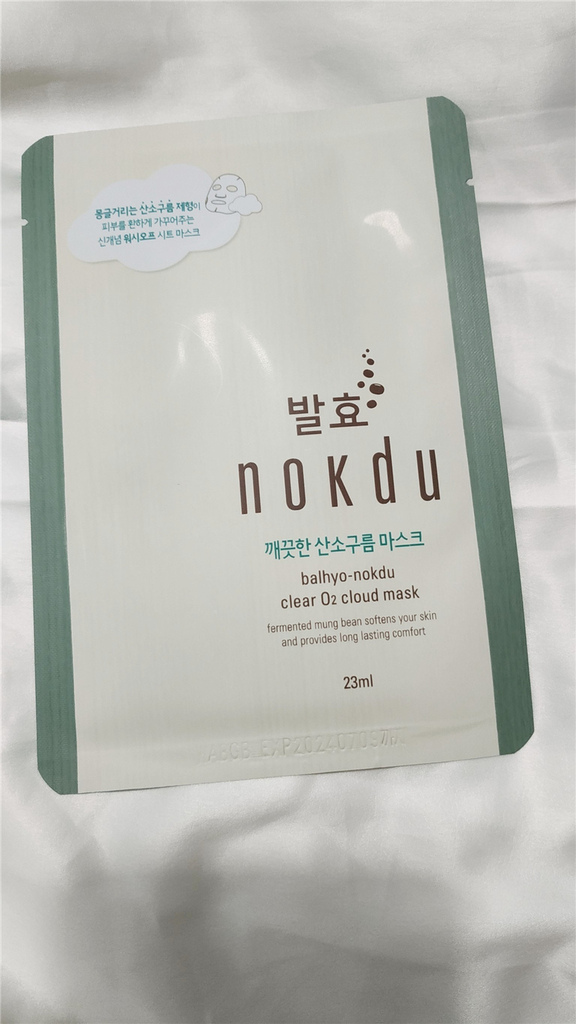 몽글거리는 산소구름 제형이
피부를 환하게 가꾸어주는
신개념 워시오프 시트 마스크
발효
nokdu
깨끗한 산소구름 마스크
balhyo-nokdu
clear O2 cloud mask
fermented mung bean softens your skin
and provides long lasting comfort
23ml
EXP20240709